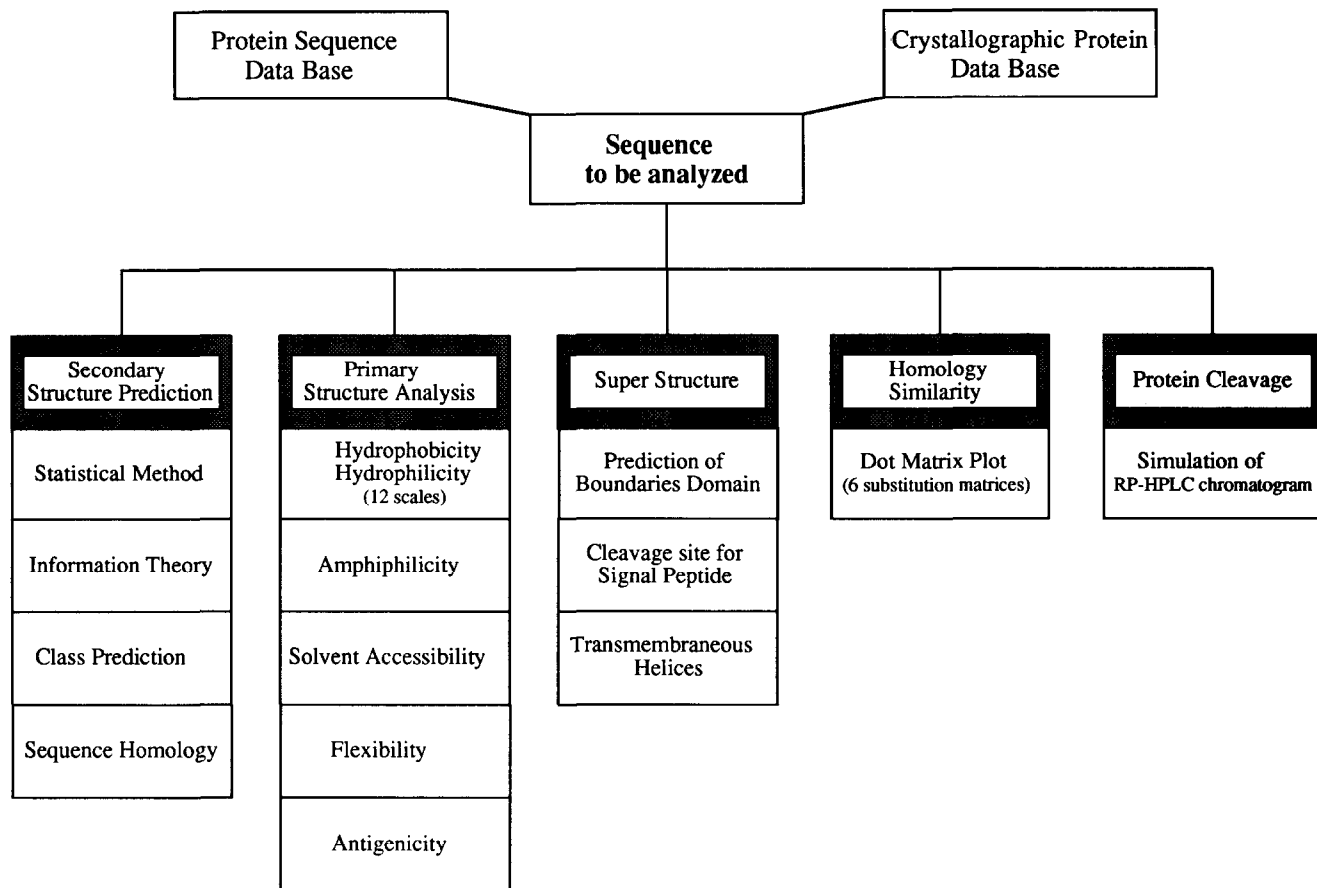 Protein Sequence
Data Base
Crystallographic Protein
Data Base
Sequence
to be analyzed
Secondary
Structure Prediction
Statistical Method
Information Theory
Class Prediction
Sequence Homology
Primary
Structure Analysis
Hydrophobicity
Hydrophilicity
(12 scales)
Amphiphilicity
Solvent Accessibility
Flexibility
Antigenicity
Super Structure
Prediction of
Boundaries Domain
Cleavage site for
Signal Peptide
Transmembraneous
Helices
Homology
Similarity
Dot Matrix Plot
(6 substitution matrices)
Protein Cleavage
Simulation of
RP-HPLC chromatogram